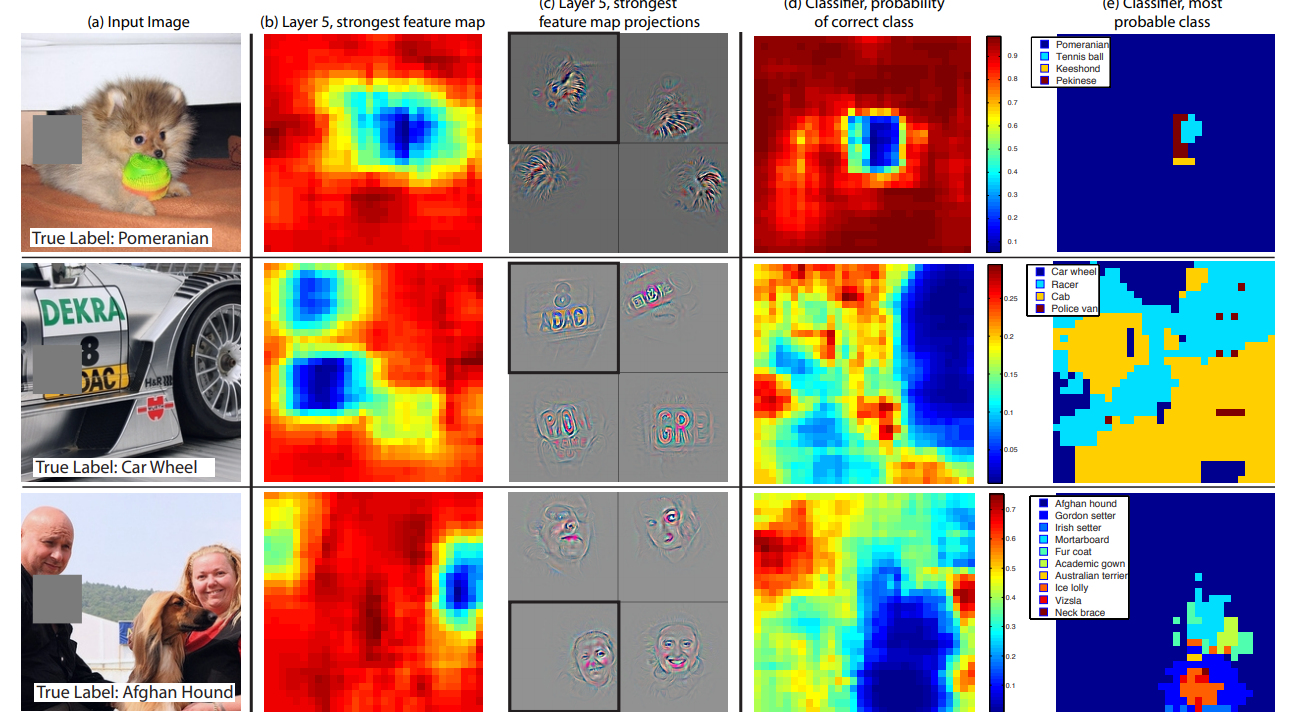 (a) Input Image
(b) Layer 5, strongest feature map
(c) Layer 5, strongest
feature map projections
(d) Classifier, probability
of correct class
(e) Classifier, most
probable class
True Label: Pomeranian
0.9
0.8
0.7
0.6
0.5
0.4
0.3
0.2
0.1
Pomeranian
Tennis ball
Keeshond
Pekinese
DEKRA
8
DAC
H&R
True Label: Car Wheel
ADAC
PO
GRE
0.25
0.2
0.15
0.1
0.05
Car wheel
Racer
Cab
Police van
True Label: Afghan Hound
0.7
0.6
0.5
0.4
0.3
0.2
0.1
Afghan hound
Gordon setter
Irish setter
Mortarboard
Fur coat
Academic gown
Australian terrier
Ice lolly
Vizsla
Neck brace